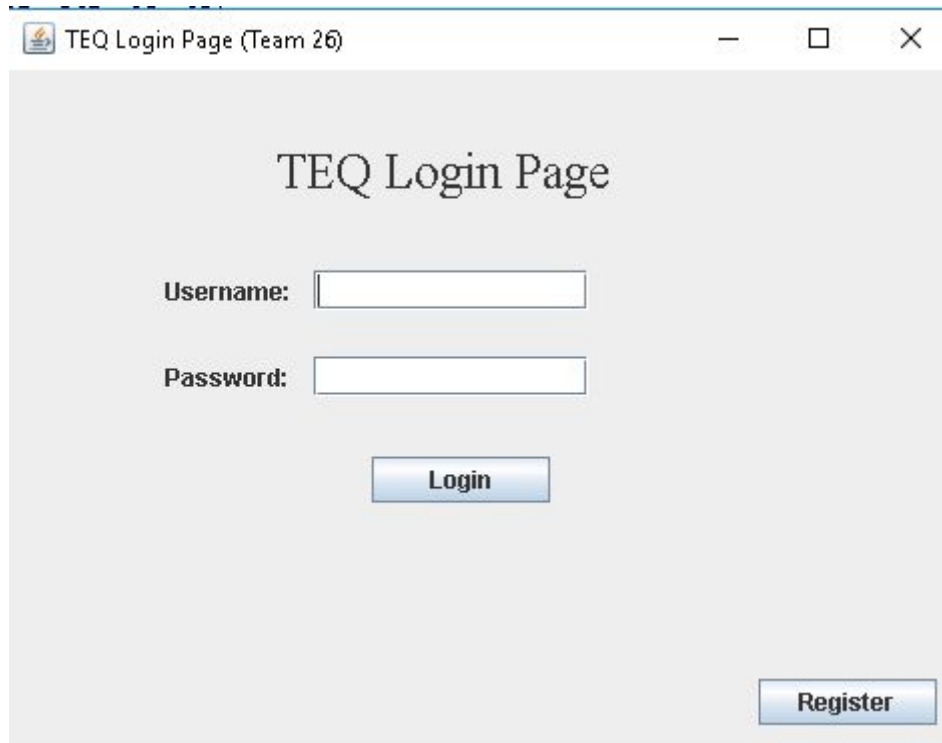 TEQ Login Page (Team 26)
TEQ Login Page
Username:
Password:
Login
Register